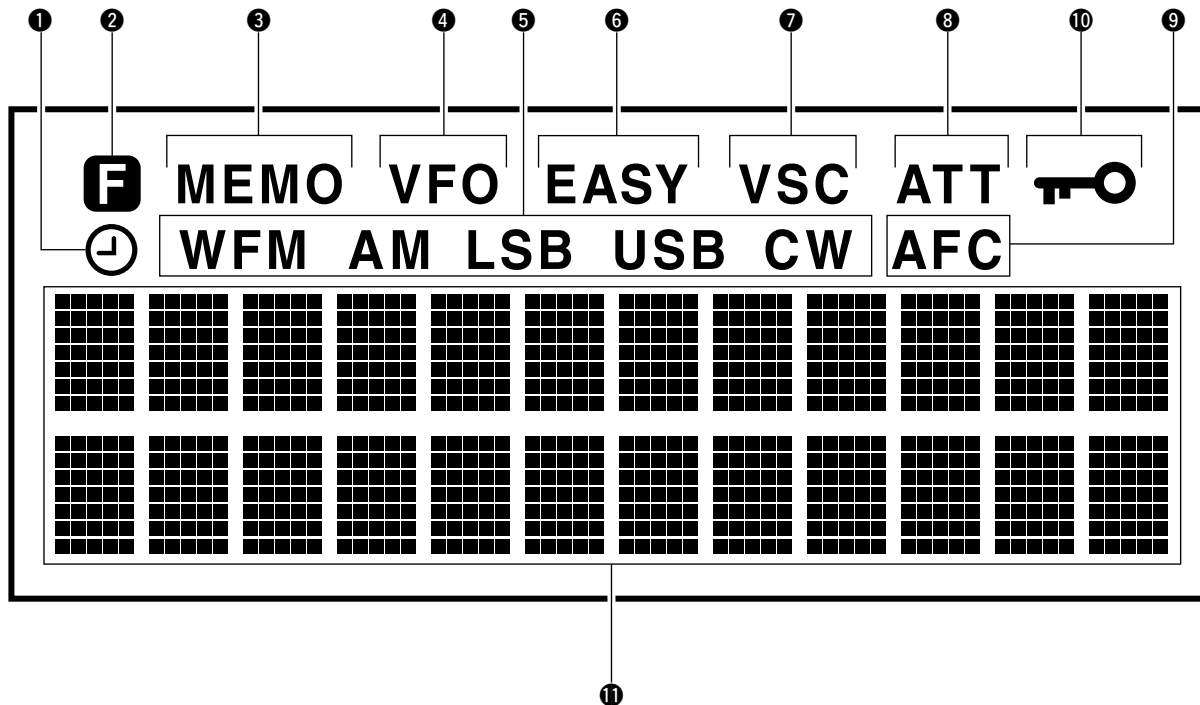 ❶ ❷ ❸ ❹ ❺ ❻ ❼ ❽ ❿ ❾
F MEMO VFO EASY VSC ATT
WFM AM LSB USB CW AFC
⓫